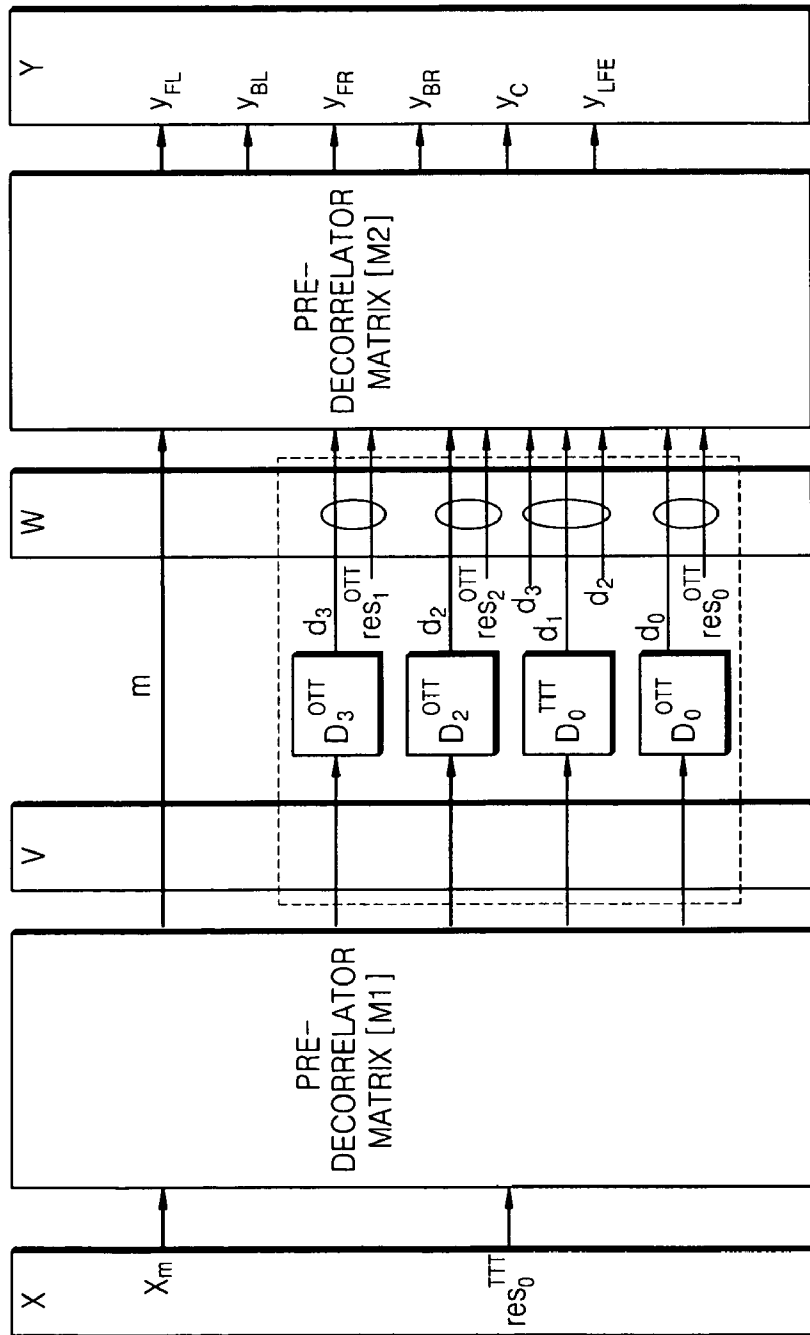 X
X_m
res_0^TTT
PRE-
DECORRELATOR
MATRIX [M1]
V
m
D_3^OTT
D_2^OTT
D_0^TTT
D_0^OTT
W
d_3
res_1^OTT
d_2
res_2^OTT
d_3
d_1
d_2
d_0
res_0^OTT
PRE-
DECORRELATOR
MATRIX [M2]
Y
y_FL
y_BL
y_FR
y_BR
y_C
y_LFE